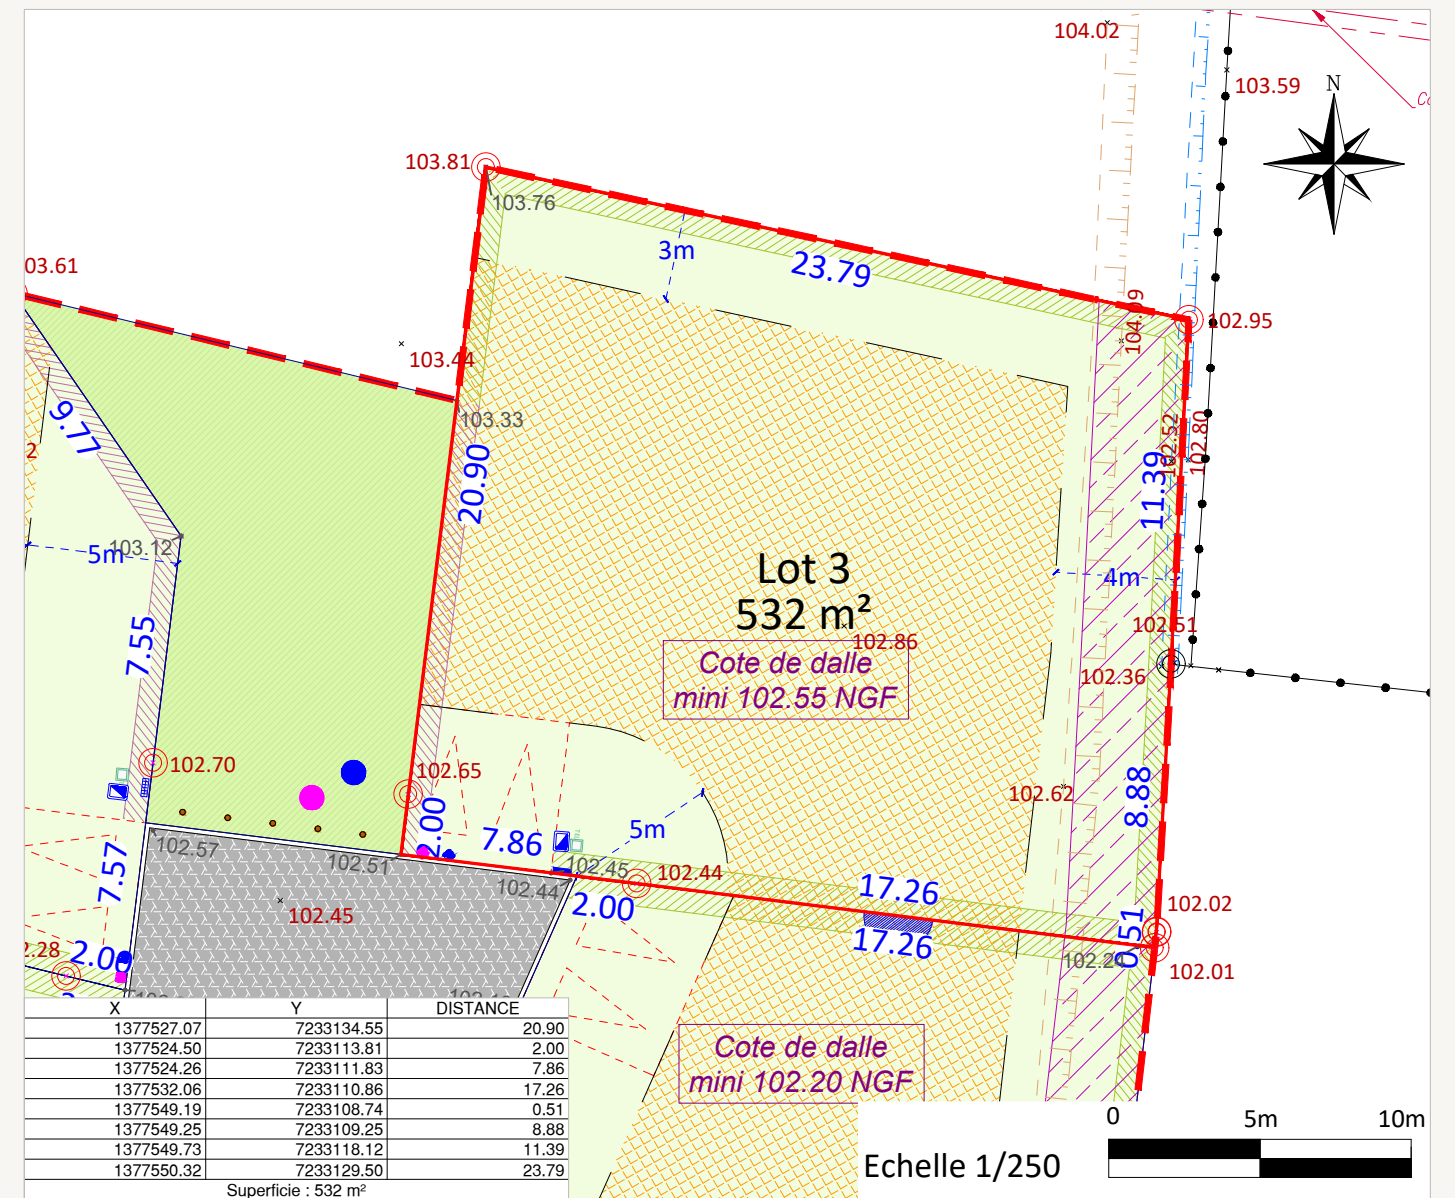 104.02
103.59
N
103.81
103.76
3m
23.79
03.61
104.09
102.95
103.44
103.33
9.77
20.90
11.39
102.52
102.80
5m
103.12
Lot 3
532 m²
4m
7.55
102.51
102.86
Cote de dalle
mini 102.55 NGF
102.36
102.70
102.65
102.62
8.88
2.00
7.86
5m
102.57
102.51
102.45
102.44
102.44
7.57
17.26
2.00
102.45
102.02
0.51
17.26
102.24
102.01
2.28
2.00
X Y DISTANCE
1377527.07 7233134.55 20.90
1377524.50 7233113.81 2.00
1377524.26 7233111.83 7.86
1377532.06 7233110.86 17.26
1377549.19 7233108.74 0.51
1377549.25 7233109.25 8.88
1377549.73 7233118.12 11.39
1377550.32 7233129.50 23.79
Superficie : 532 m²
Cote de dalle
mini 102.20 NGF
0 5m 10m
Echelle 1/250